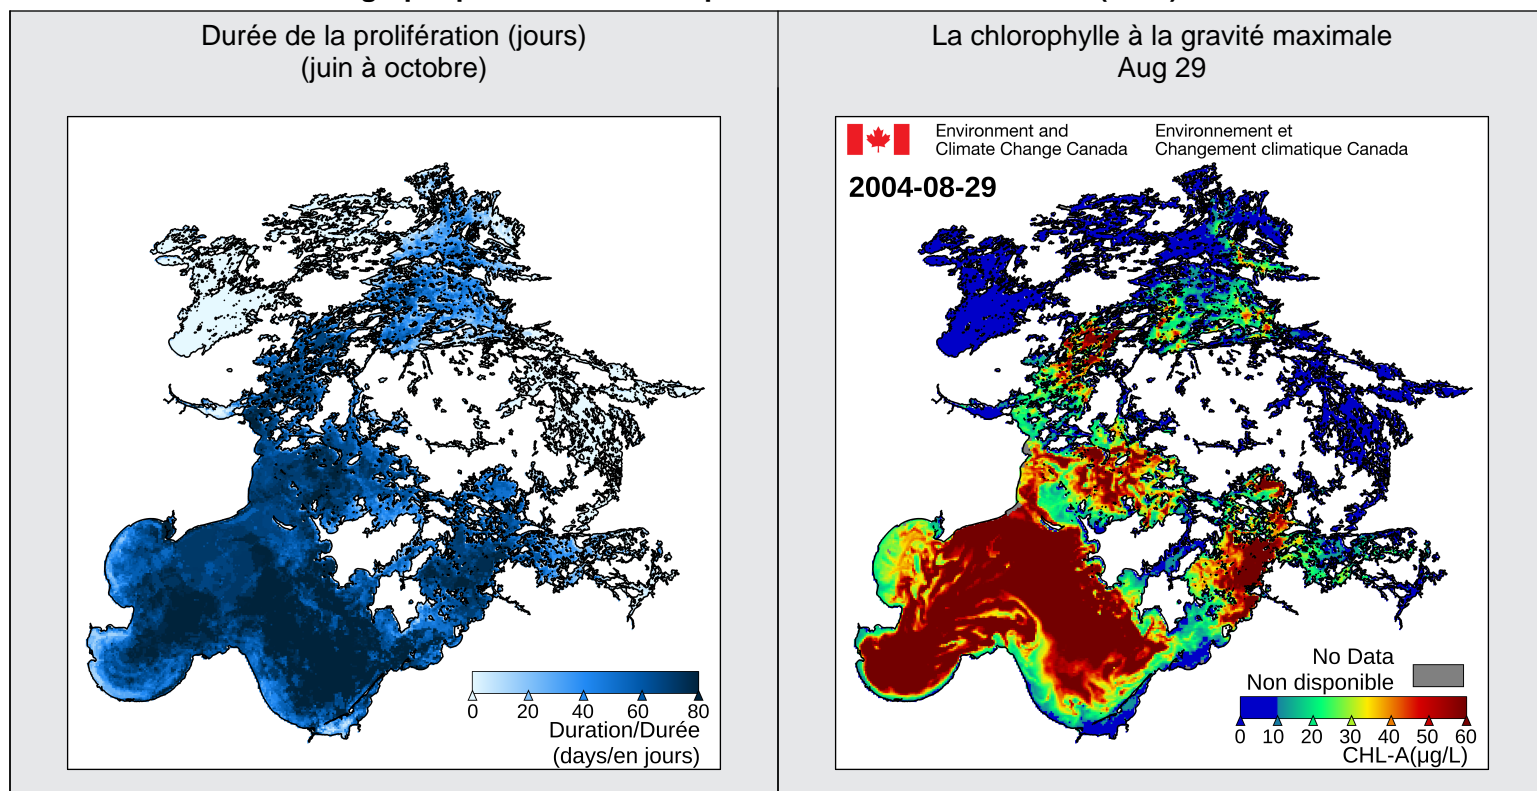 Durée de la prolifération (jours)
(juin à octobre)
0 20 40 60 80
Duration/Durée
(days/en jours)
La chlorophylle à la gravité maximale
Aug 29
Environment and
Climate Change Canada
Environnement et
Changement climatique Canada
2004-08-29
No Data
Non disponible
0 10 20 30 40 50 60
CHL-A(µg/L)